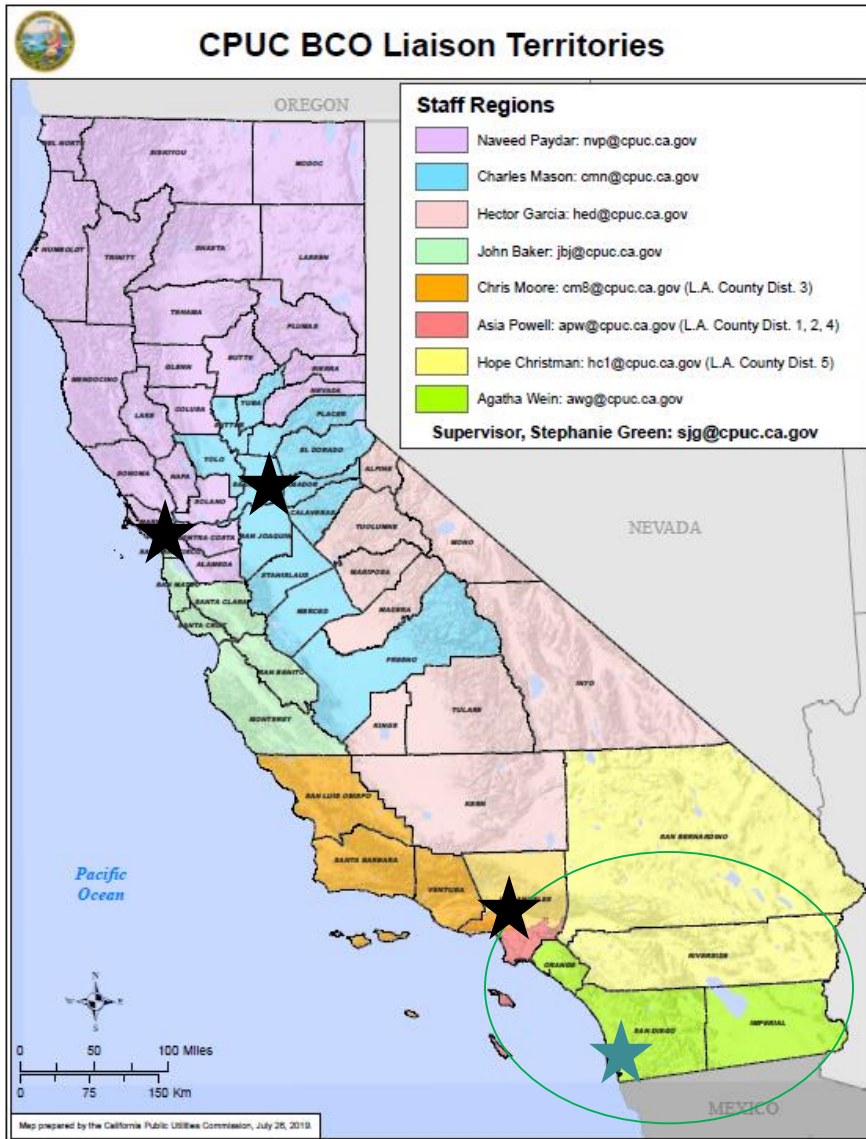 CPUC BCO Liaison Territories
OREGON
Staff Regions
Naveed Paydar: nvp@cpuc.ca.gov
Charles Mason: cmn@cpuc.ca.gov
Hector Garcia: hed@cpuc.ca.gov
John Baker: jbj@cpuc.ca.gov
Chris Moore: cm8@cpuc.ca.gov (L.A. County Dist. 3)
Asia Powell: apw@cpuc.ca.gov (L.A. County Dist. 1, 2, 4)
Hope Christman: hc1@cpuc.ca.gov (L.A. County Dist. 5)
Agatha Wein: awg@cpuc.ca.gov
Supervisor, Stephanie Green: sjg@cpuc.ca.gov
SISKIYOU
MODOC
HUMBOLDT
TRINITY
SHASTA
LASSEN
TEHAMA
PLUMAS
MENDOCINO
GLENN
BUTTE
SIERRA
NEVADA
LAKE
COLUSA
YUBA
PLACER
SUTTER
YOLO
EL DORADO
SONOMA
NAPA
ALPINE
SOLANO
CALAVERAS
TUOLUMNE
MONO
NEVADA
SAN JOAQUIN
ALAMEDA
STANISLAUS
MARIPOSA
SAN MATEO
SANTA CLARA
SANTA CRUZ
MERCED
MADERA
FRESNO
SAN BENITO
INYO
MONTEREY
KINGS
TULARE
SAN LUIS OBISPO
KERN
SAN BERNARDINO
SANTA BARBARA
VENTURA
Pacific
Ocean
ORANGE
RIVERSIDE
SAN DIEGO
IMPERIAL
N
W
E
S
0 50 100 Miles
0 75 150 Km
MEXICO
Map prepared by the California Public Utilities Commission, July 26, 2019.